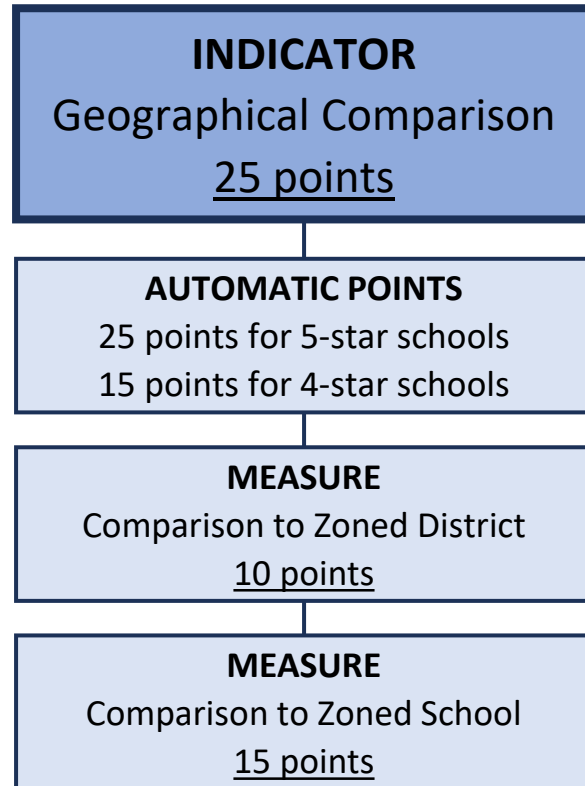 INDICATOR
Geographical Comparison
25 points
AUTOMATIC POINTS
25 points for 5-star schools
15 points for 4-star schools
MEASURE
Comparison to Zoned District
10 points
MEASURE
Comparison to Zoned School
15 points